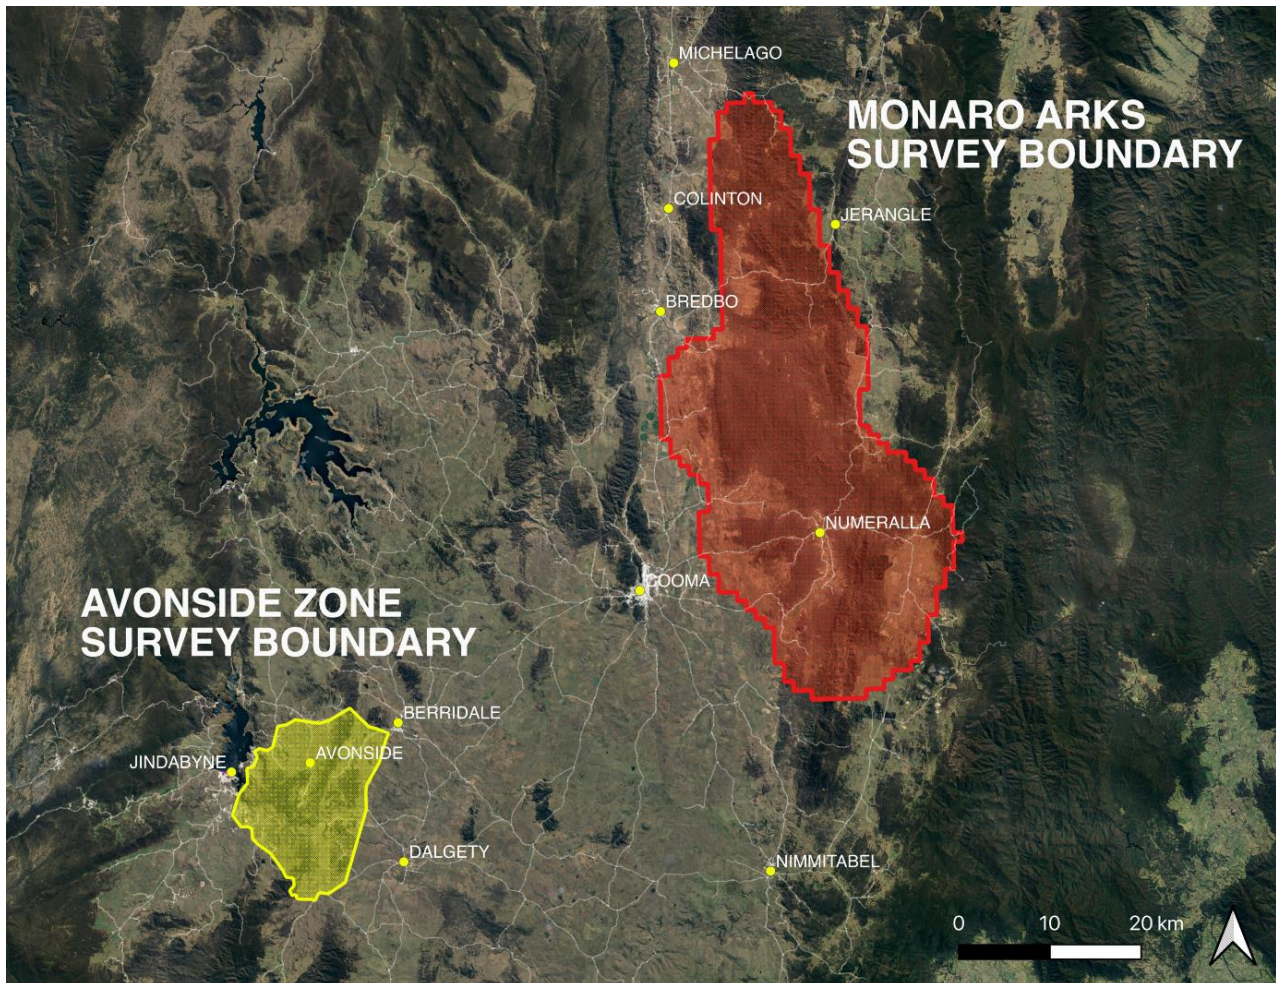 MICHELAGO
MONARO ARKS
SURVEY BOUNDARY
COLINTON
JERANGLE
BREDBO
NUMERALLA
COOMA
AVONSIDE ZONE
SURVEY BOUNDARY
BERRIDALE
AVONSIDE
JINDABYNE
DALGETY
NIMMITABEL
0 10 20 km